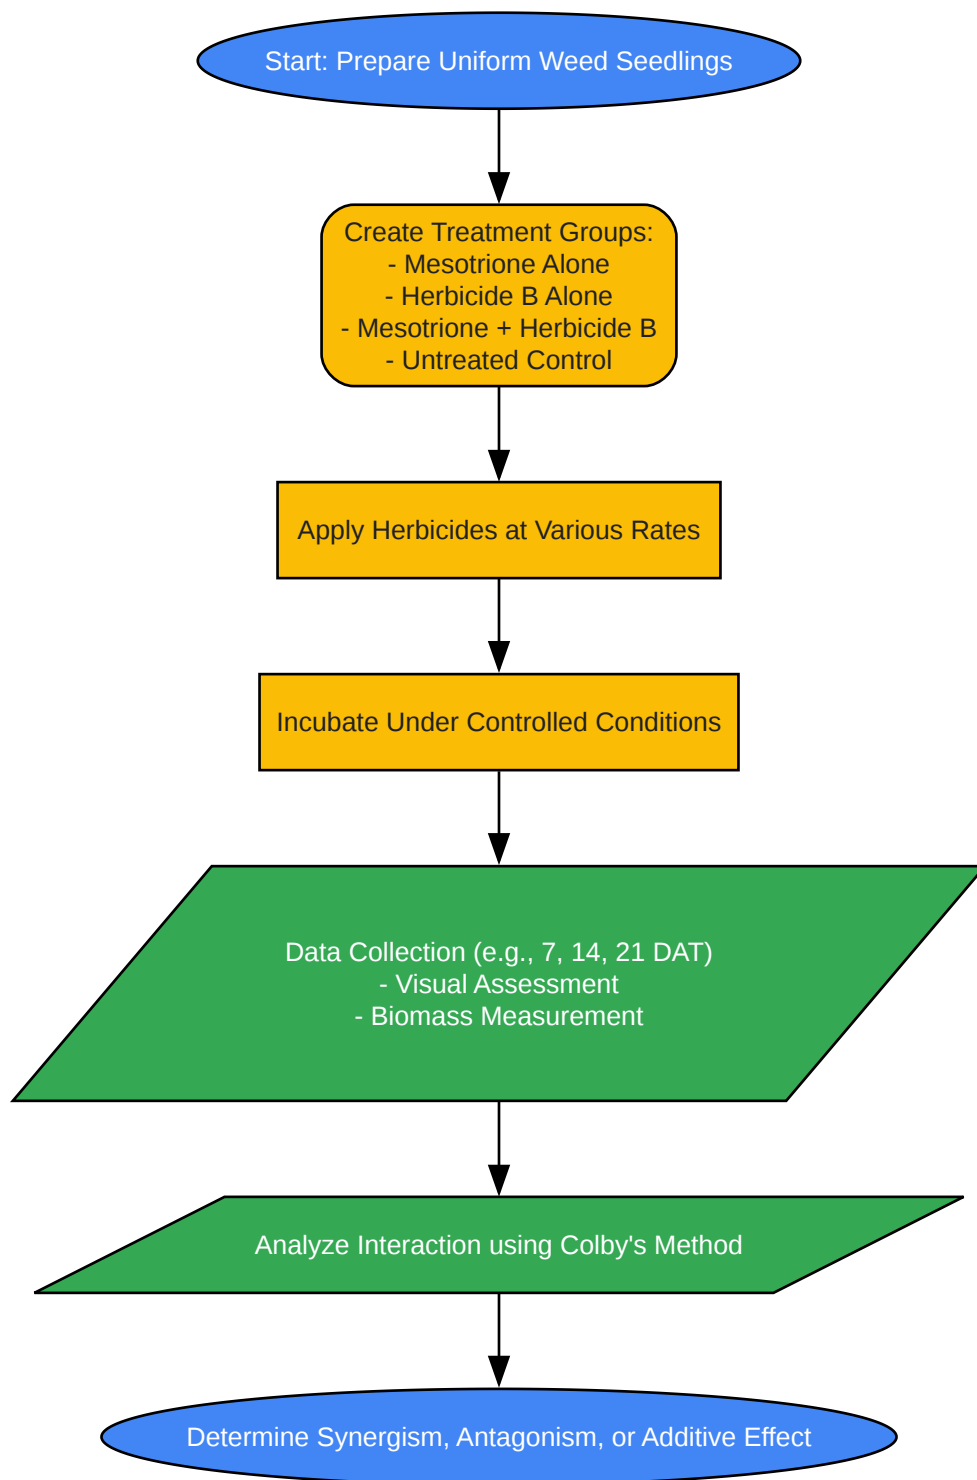 Start: Prepare Uniform Weed Seedlings
Create Treatment Groups:
- Mesotrione Alone
- Herbicide B Alone
- Mesotrione + Herbicide B
- Untreated Control
Apply Herbicides at Various Rates
Incubate Under Controlled Conditions
Data Collection (e.g., 7, 14, 21 DAT)
- Visual Assessment
- Biomass Measurement
Analyze Interaction using Colby's Method
Determine Synergism, Antagonism, or Additive Effect